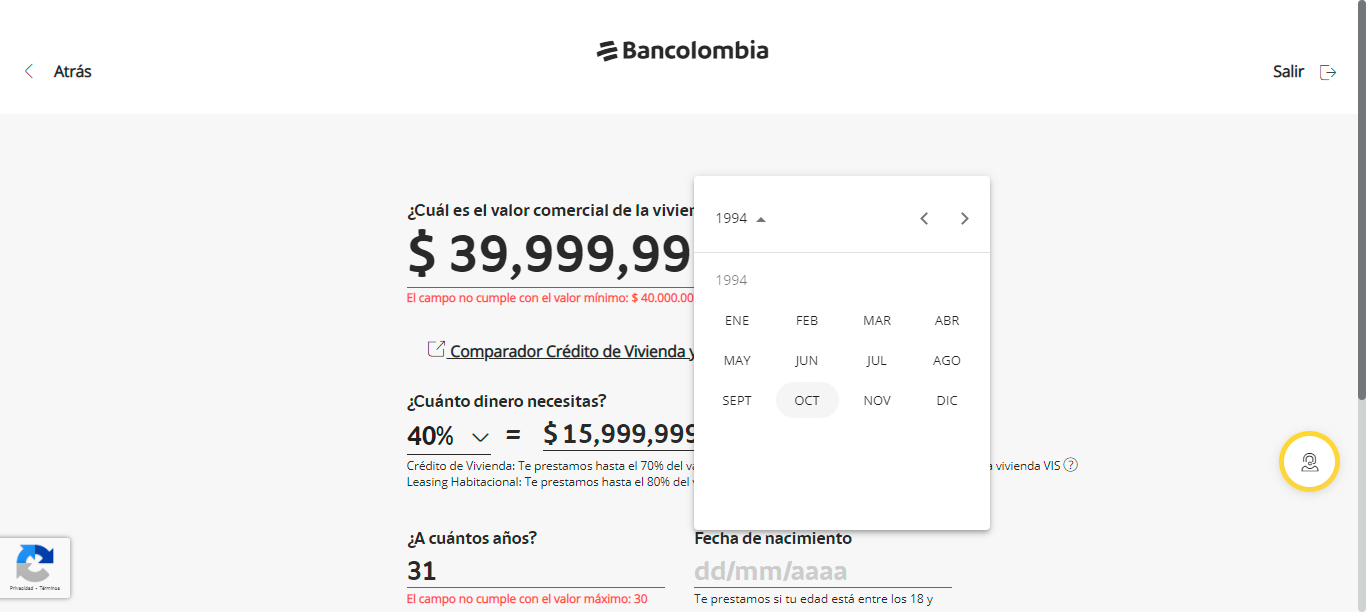 Bancolombia
Atrás
Salir
¿Cuál es el valor comercial de la vivien
$ 39,999,99
El campo no cumple con el valor mínimo: $ 40.000.00
Comparador Crédito de Vivienda y
¿Cuánto dinero necesitas?
40% = $ 15,999,999
Crédito de Vivienda: Te prestamos hasta el 70% del va
a vivienda VIS ?
Leasing Habitacional: Te prestamos hasta el 80% del v
1994
1994
ENE FEB MAR ABR
MAY JUN JUL AGO
SEPT OCT NOV DIC
¿A cuántos años?
31
El campo no cumple con el valor máximo: 30
Fecha de nacimiento
dd/mm/aaaa
Te prestamos si tu edad está entre los 18 y
Privacidad - Términos